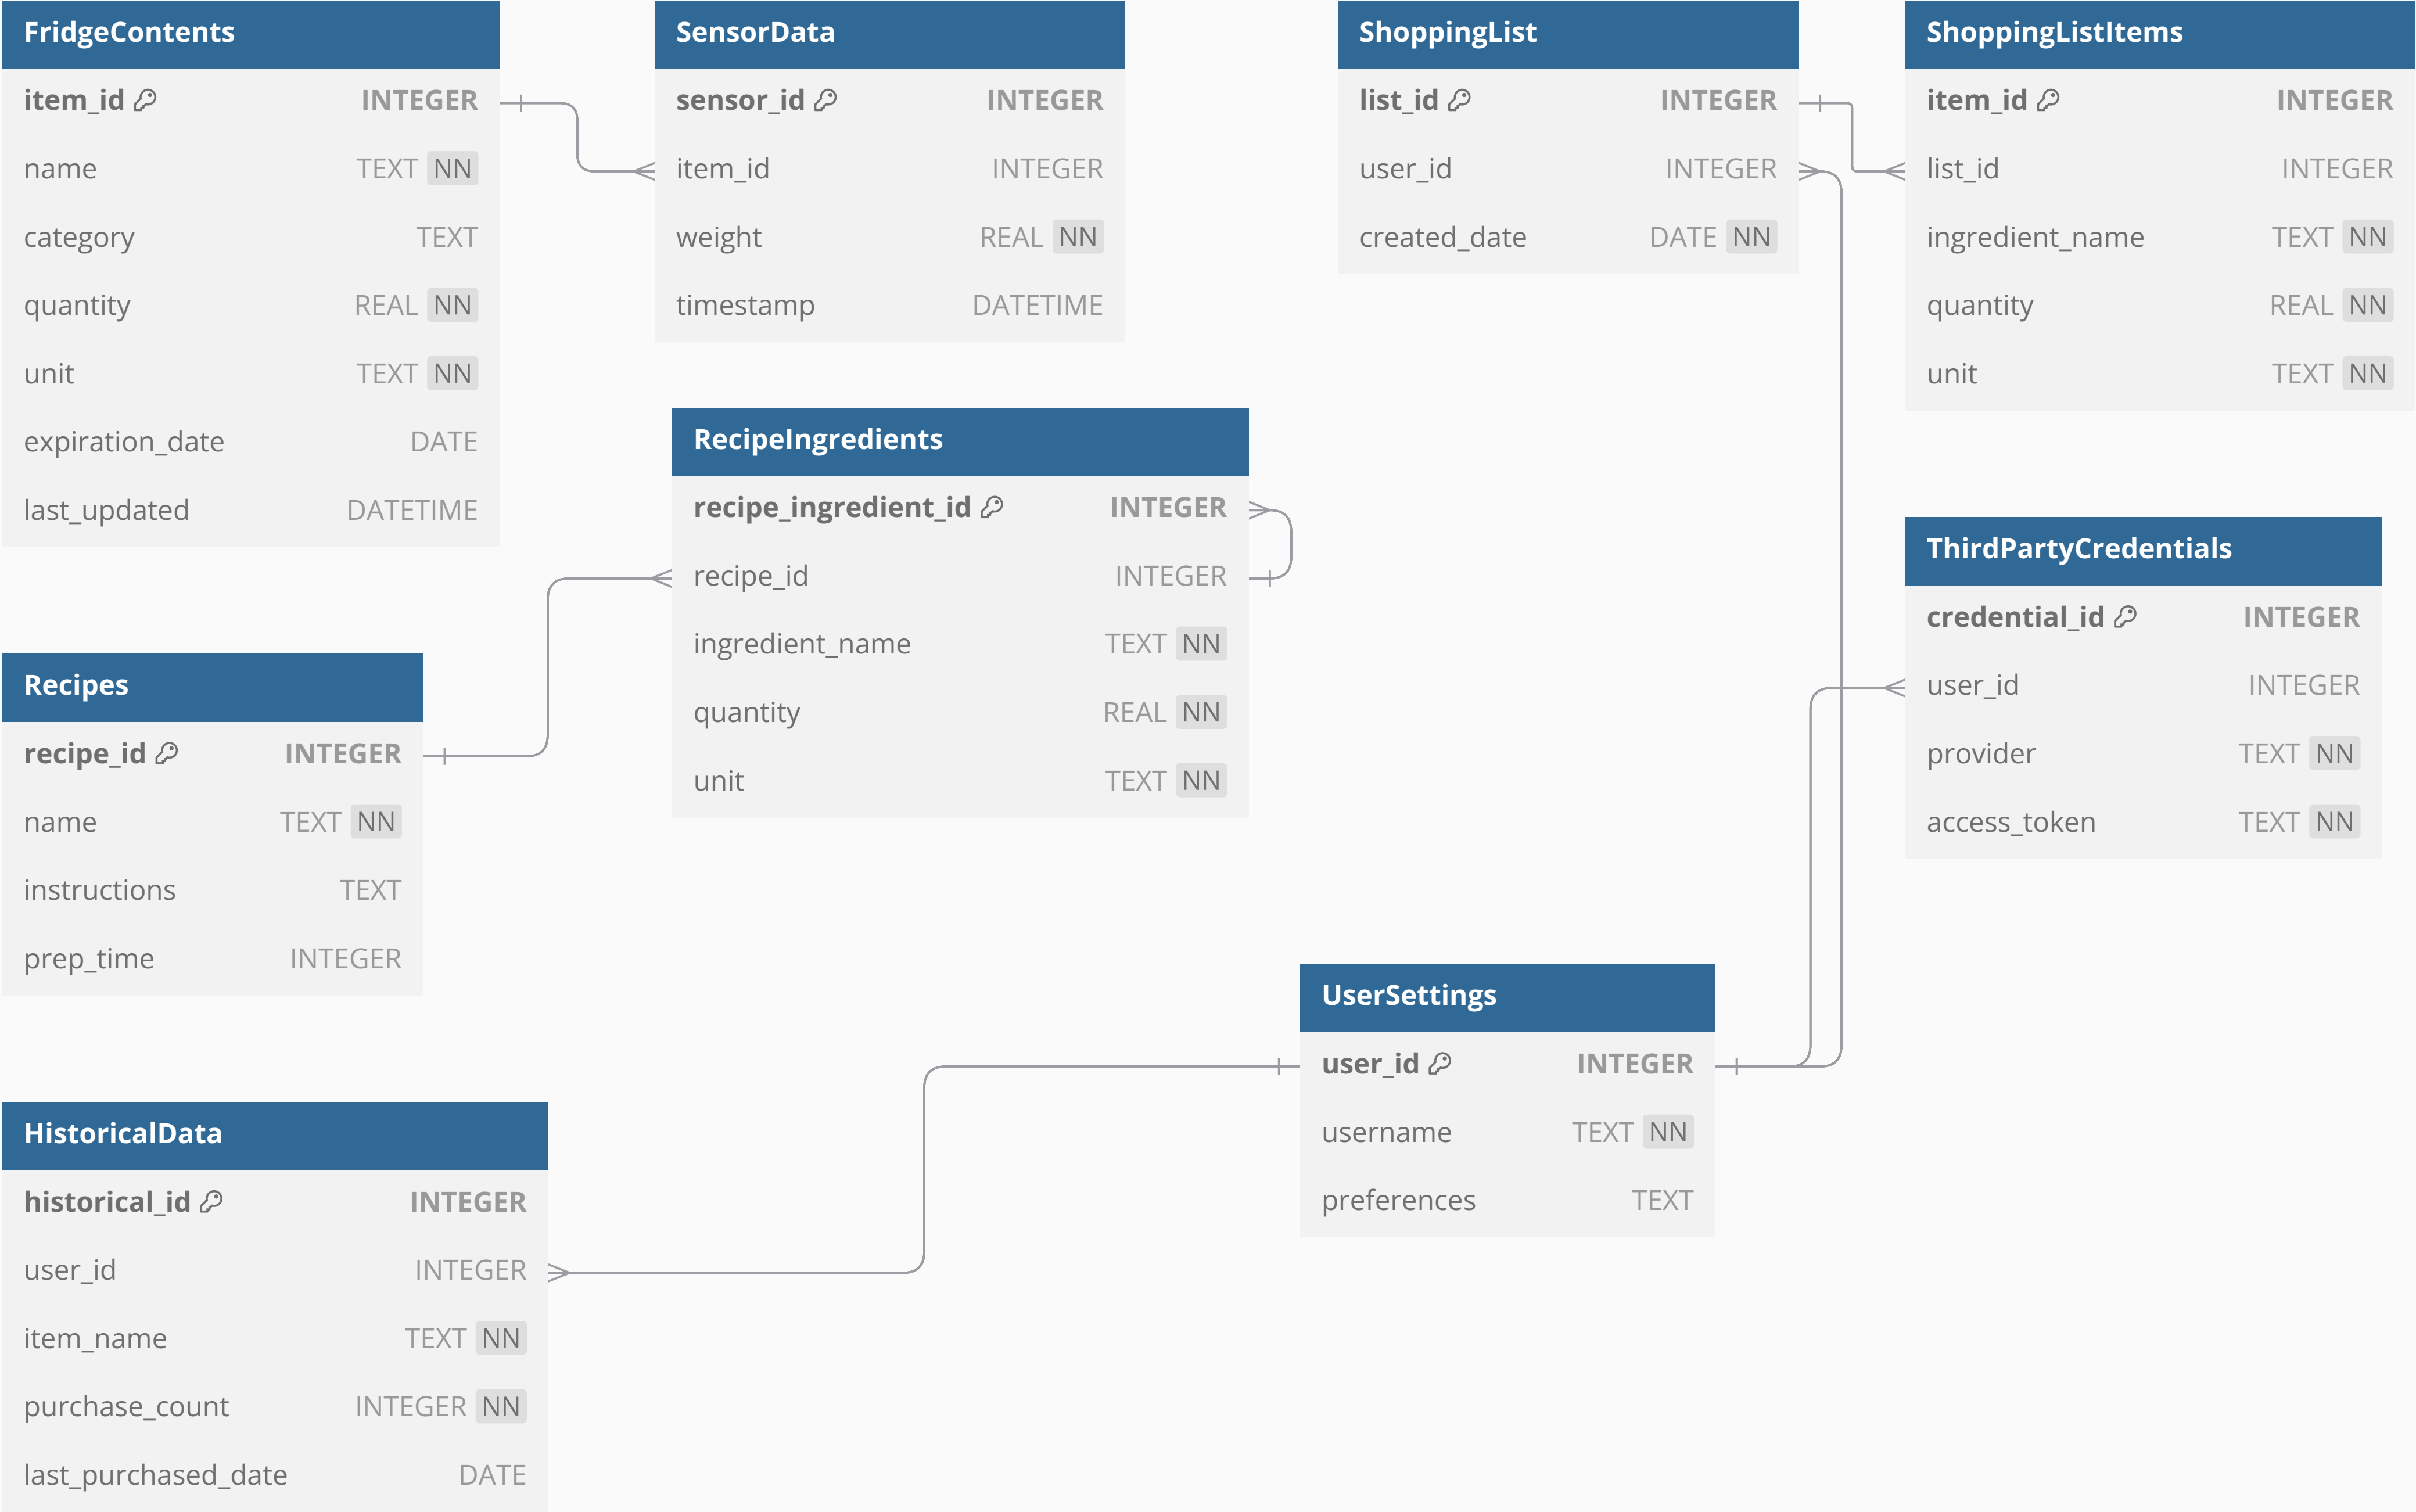 FridgeContents
item_id INTEGER
name TEXT NN
category TEXT
quantity REAL NN
unit TEXT NN
expiration_date DATE
last_updated DATETIME
SensorData
sensor_id INTEGER
item_id INTEGER
weight REAL NN
timestamp DATETIME
ShoppingList
list_id INTEGER
user_id INTEGER
created_date DATE NN
ShoppingListItems
item_id INTEGER
list_id INTEGER
ingredient_name TEXT NN
quantity REAL NN
unit TEXT NN
RecipeIngredients
recipe_ingredient_id INTEGER
recipe_id INTEGER
ingredient_name TEXT NN
quantity REAL NN
unit TEXT NN
ThirdPartyCredentials
credential_id INTEGER
user_id INTEGER
provider TEXT NN
access_token TEXT NN
Recipes
recipe_id INTEGER
name TEXT NN
instructions TEXT
prep_time INTEGER
UserSettings
user_id INTEGER
username TEXT NN
preferences TEXT
HistoricalData
historical_id INTEGER
user_id INTEGER
item_name TEXT NN
purchase_count INTEGER NN
last_purchased_date DATE